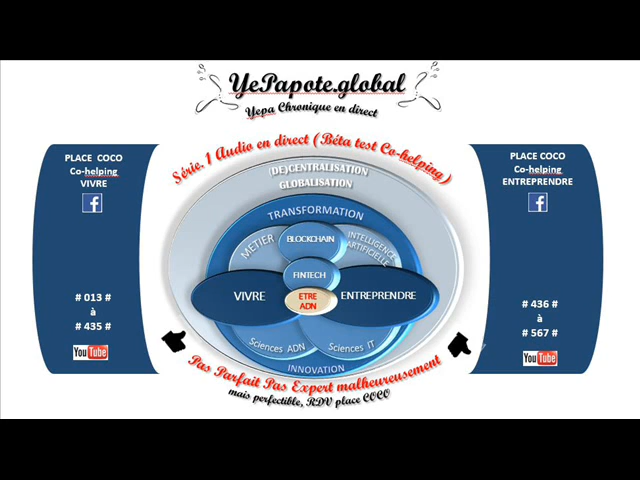 YePapote.global
Yepa Chronique en direct
Série, 1 Audio en direct (Béta test Co-helping)
PLACE COCO
Co-helping
VIVRE
# 013 #
à
# 435 #
YouTube
(DE)CENTRALISATION
GLOBALISATION
TRANSFORMATION
METIER
BLOCKCHAIN
INTELLIGENCE
ARTIFICIELLE
FINTECH
VIVRE
ETRE
ADN
ENTREPRENDRE
Sciences ADN
Sciences IT
INNOVATION
PLACE COCO
Co-helping
ENTREPRENDRE
# 436 #
à
# 567 #
YouTube
Pas Parfait Pas Expert malheureusement
mais perfectible, RDV place COCO